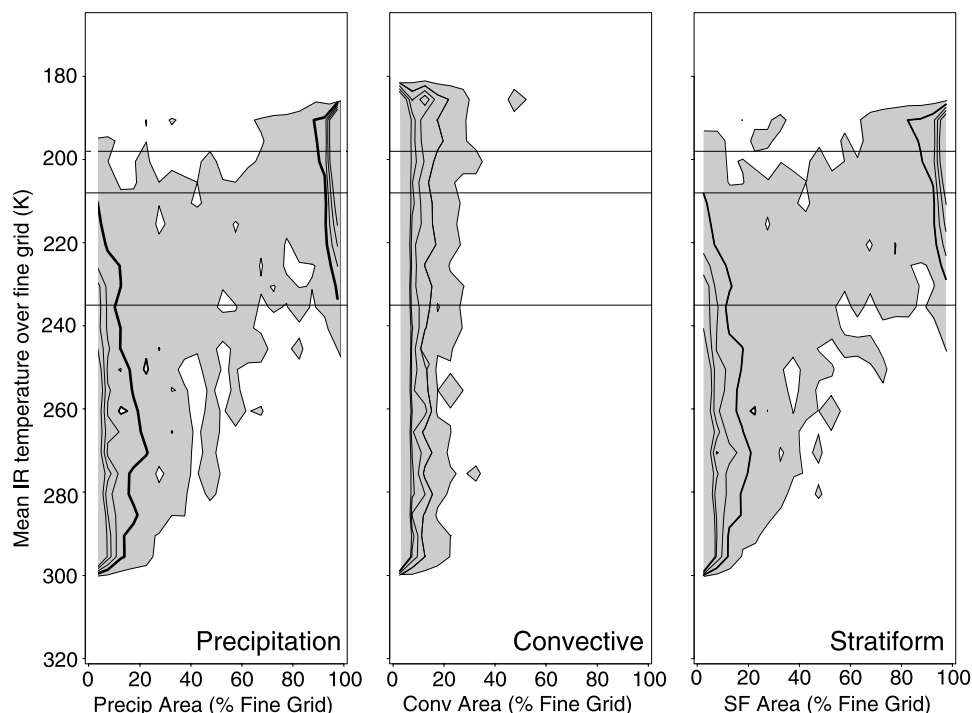 Mean IR temperature over fine grid (K)
180
200
220
240
260
280
300
320
Precipitation
Convective
Stratiform
0 20 40 60 80 100
0 20 40 60 80 100
0 20 40 60 80 100
Precip Area (% Fine Grid)
Conv Area (% Fine Grid)
SF Area (% Fine Grid)